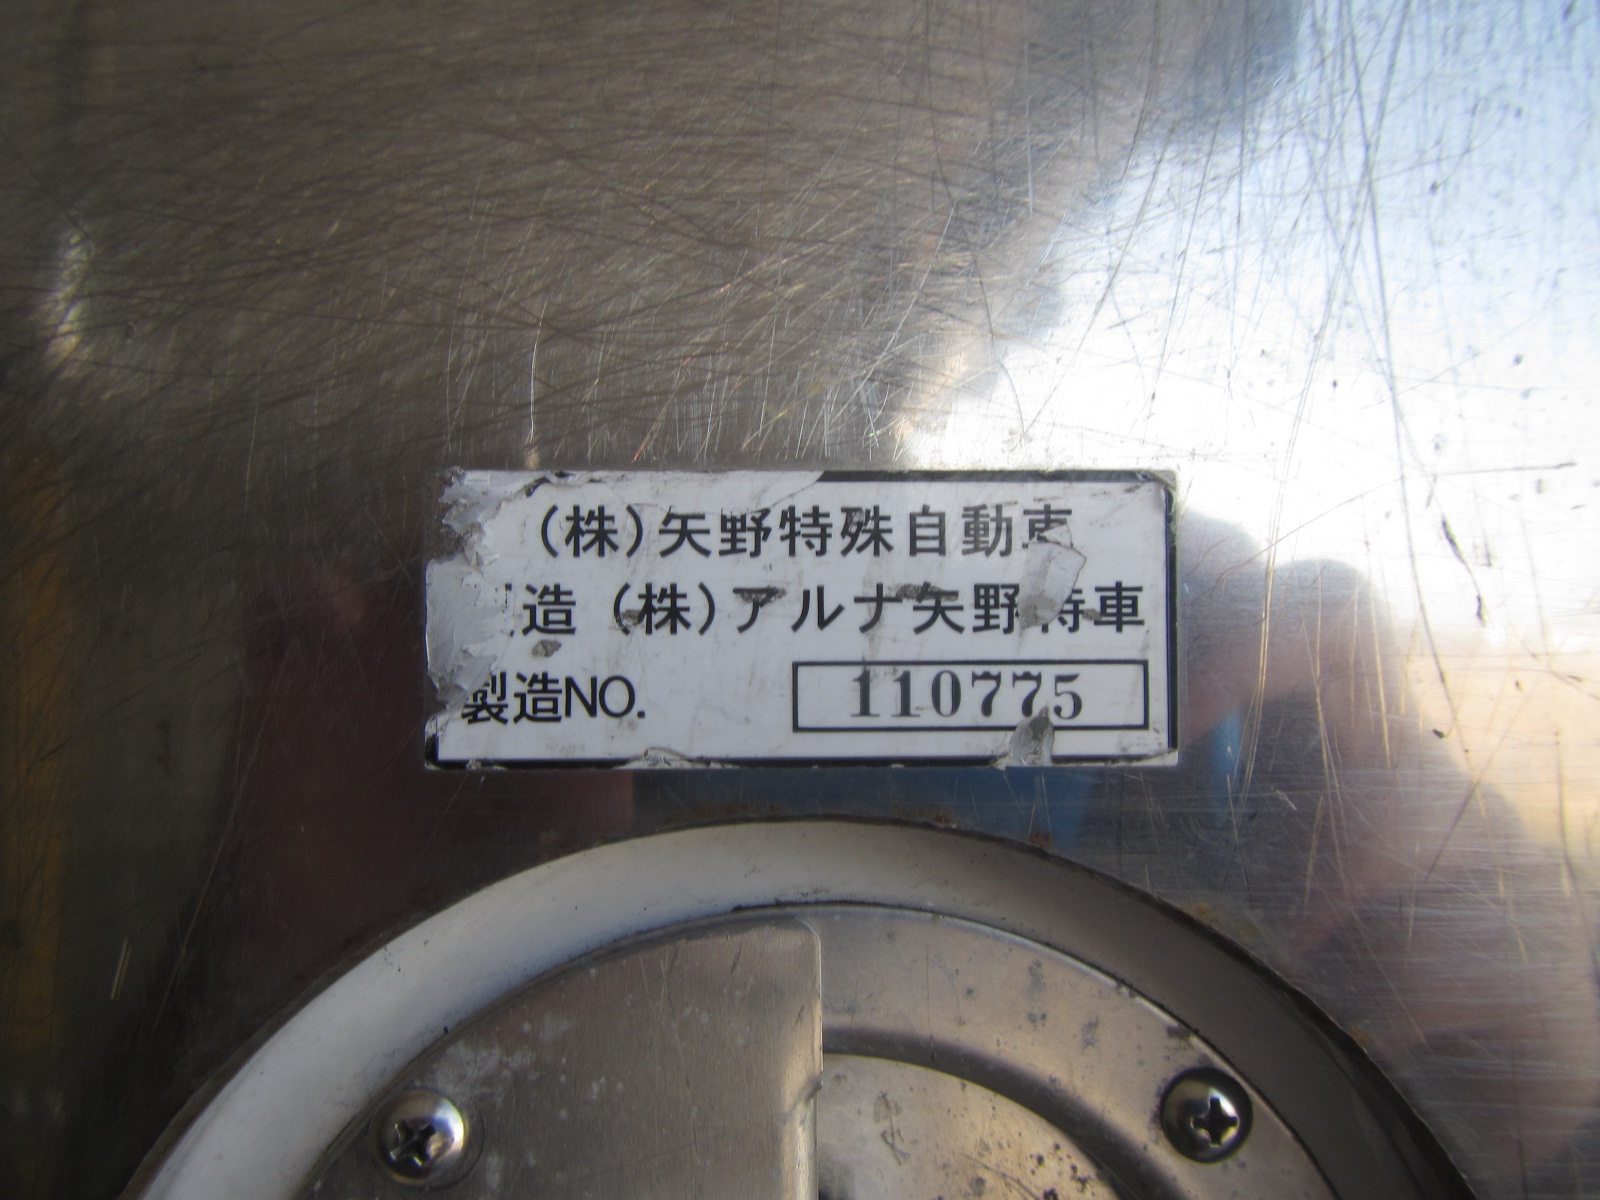 (株)矢野特殊自動車
造 (株)アルナ矢野特車
製造NO. 110775